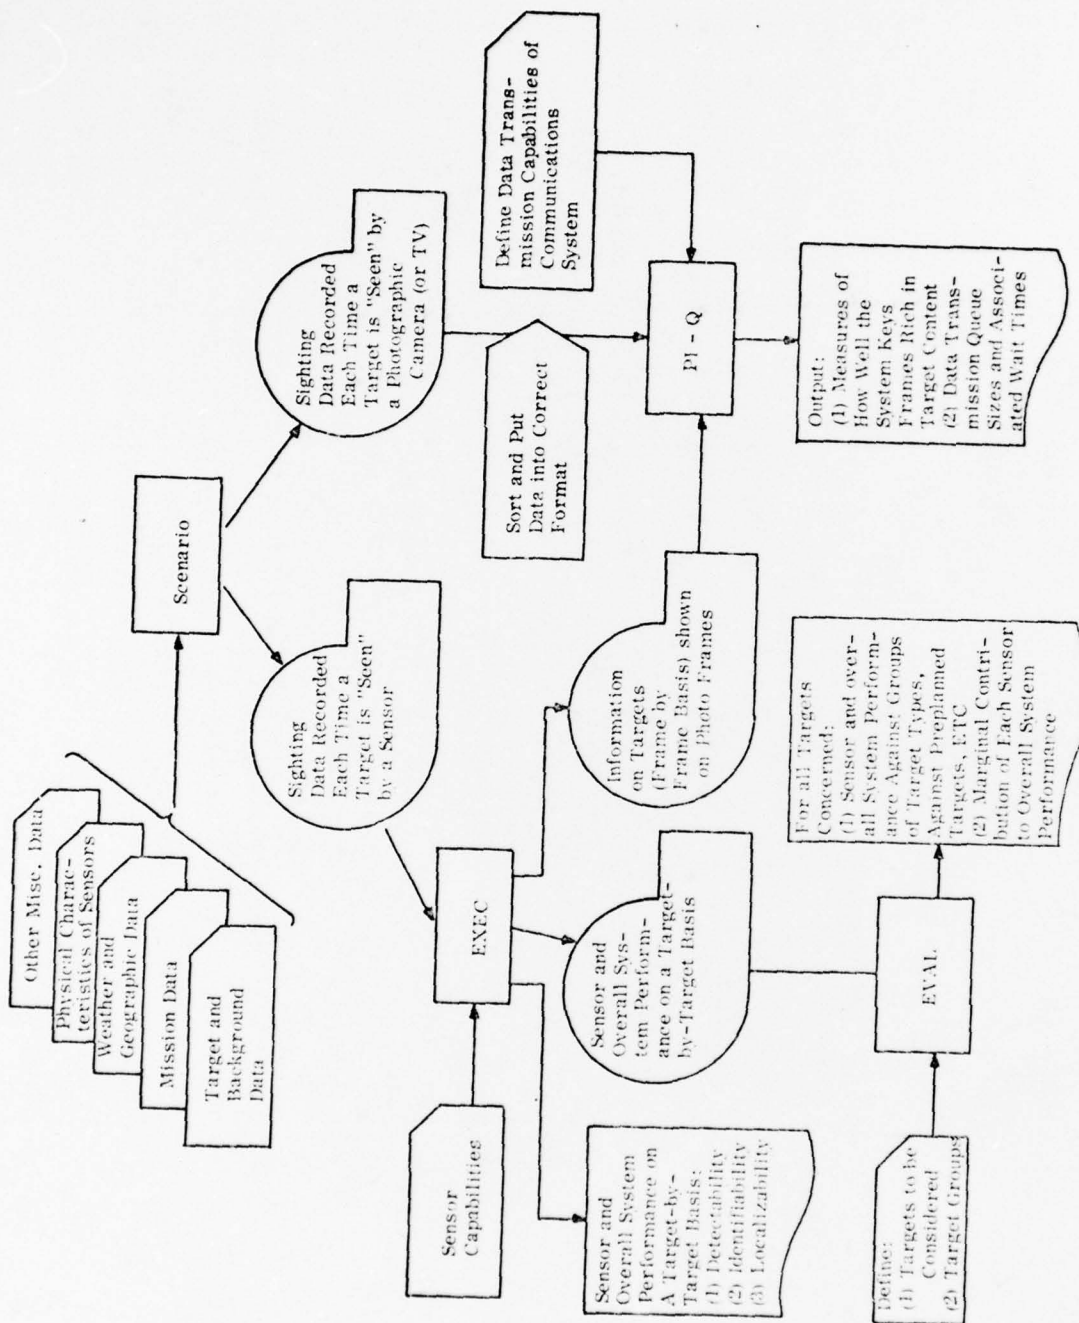 Other Misc. Data
Physical Charac-
teristics of Sensors
Weather and
Geographic Data
Mission Data
Target and
Background
Data
Scenario
Sighting
Data Recorded
Each Time a
Target is "Seen" by
a Photographic
Camera (or TV)
Sighting
Data Recorded
Each Time a
Target is "Seen"
by a Sensor
Define Data Trans-
mission Capabilities of
Communications
System
Sort and Put
Data into Correct
Format
Sensor
Capabilities
EXEC
Information
on Targets
(Frame by
Frame Basis) shown
on Photo Frames
PI - Q
Sensor and
Overall System
Performance on
A Target-by-
Target Basis:
(1) Detectability
(2) Identifiability
(3) Localizability
Sensor and
Overall Sys-
tem Perform-
ance on a Target-
by-Target Basis
Output:
(1) Measures of
How Well the
System Keys
Frames Rich in
Target Content
(2) Data Trans-
mission Queue
Sizes and Associ-
ated Wait Times
Define:
(1) Targets to be
Considered
(2) Target Groups
EVAL
For all Targets
Concerned:
(1) Sensor and over-
all System Perform-
ance Against Groups
of Target Types,
Against Preplanned
Targets, ETC
(2) Marginal Contri-
bution of Each Sensor
to Overall System
Performance